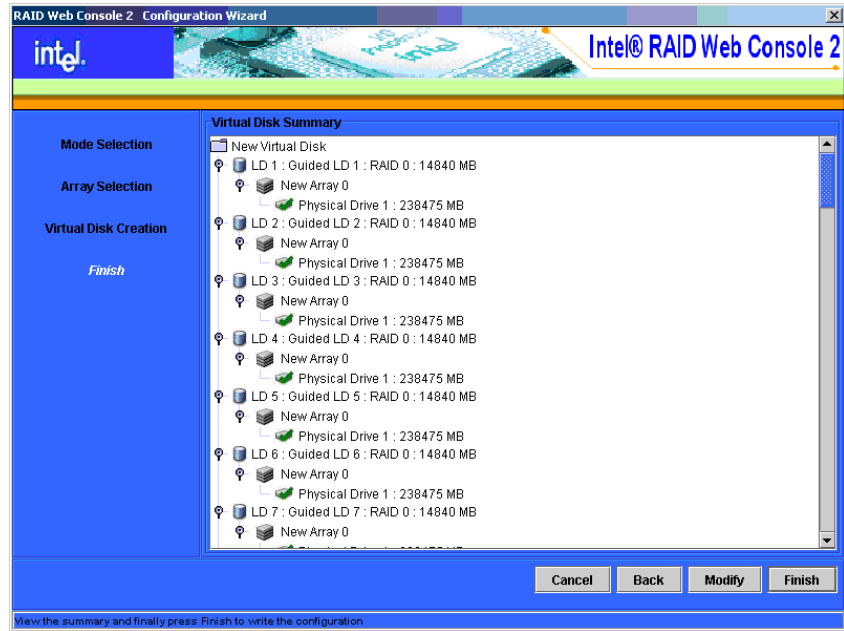 RAID Web Console 2 Configuration Wizard
intel.
Intel® RAID Web Console 2
Mode Selection
Array Selection
Virtual Disk Creation
Finish
Virtual Disk Summary
New Virtual Disk
LD 1 : Guided LD 1 : RAID 0 : 14840 MB
New Array 0
Physical Drive 1 : 238475 MB
LD 2 : Guided LD 2 : RAID 0 : 14840 MB
New Array 0
Physical Drive 1 : 238475 MB
LD 3 : Guided LD 3 : RAID 0 : 14840 MB
New Array 0
Physical Drive 1 : 238475 MB
LD 4 : Guided LD 4 : RAID 0 : 14840 MB
New Array 0
Physical Drive 1 : 238475 MB
LD 5 : Guided LD 5 : RAID 0 : 14840 MB
New Array 0
Physical Drive 1 : 238475 MB
LD 6 : Guided LD 6 : RAID 0 : 14840 MB
New Array 0
Physical Drive 1 : 238475 MB
LD 7 : Guided LD 7 : RAID 0 : 14840 MB
New Array 0
Cancel Back Modify Finish
View the summary and finally press Finish to write the configuration